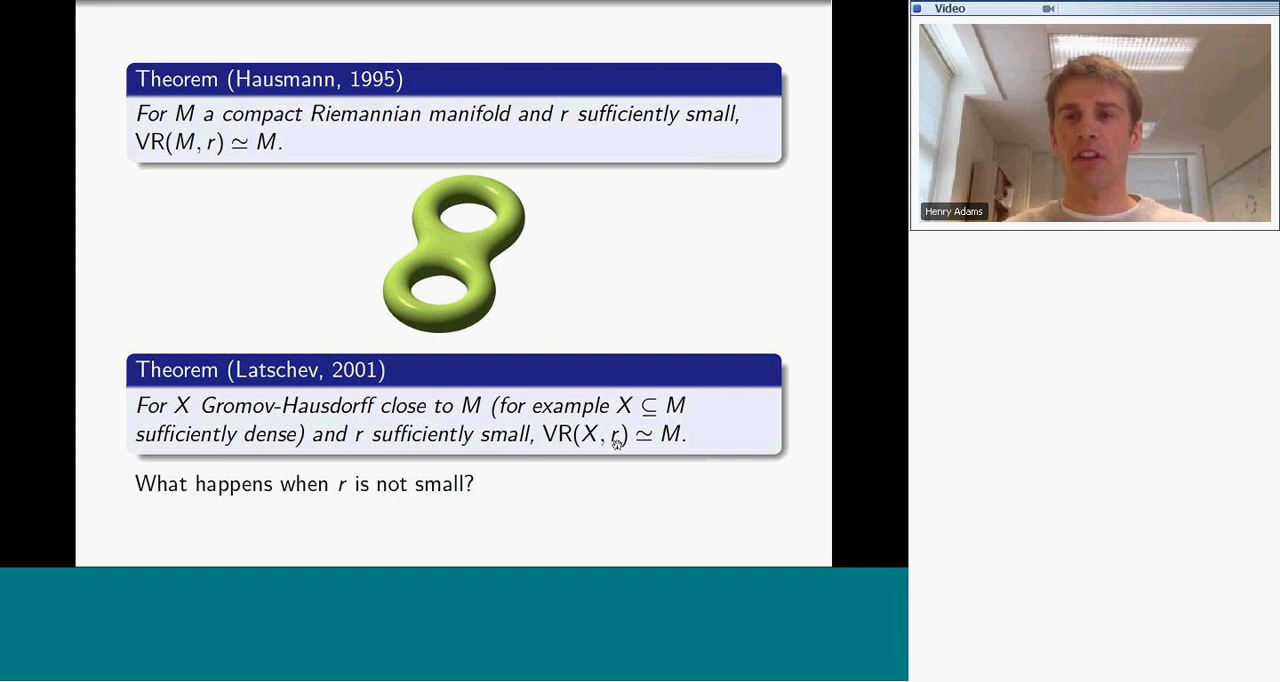 Theorem (Hausmann, 1995)
For M a compact Riemannian manifold and r sufficiently small,
VR(M, r) ≃ M.
Theorem (Latschev, 2001)
For X Gromov-Hausdorff close to M (for example X ⊆ M
sufficiently dense) and r sufficiently small, VR(X, r) ≃ M.
What happens when r is not small?
Video
Henry Adams